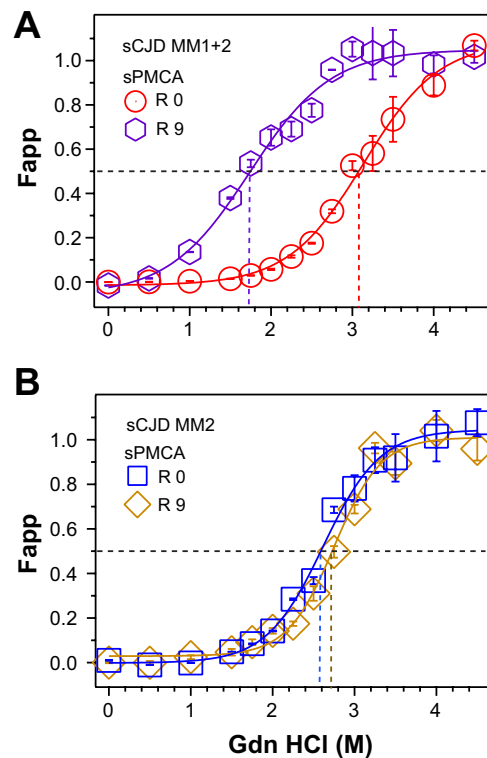 A
sCJD MM1+2
sPMCA
R 0
R 9
Fapp
1.0
0.8
0.6
0.4
0.2
0.0
0 1 2 3 4
B
sCJD MM2
sPMCA
R 0
R 9
Fapp
1.0
0.8
0.6
0.4
0.2
0.0
0 1 2 3 4
Gdn HCl (M)